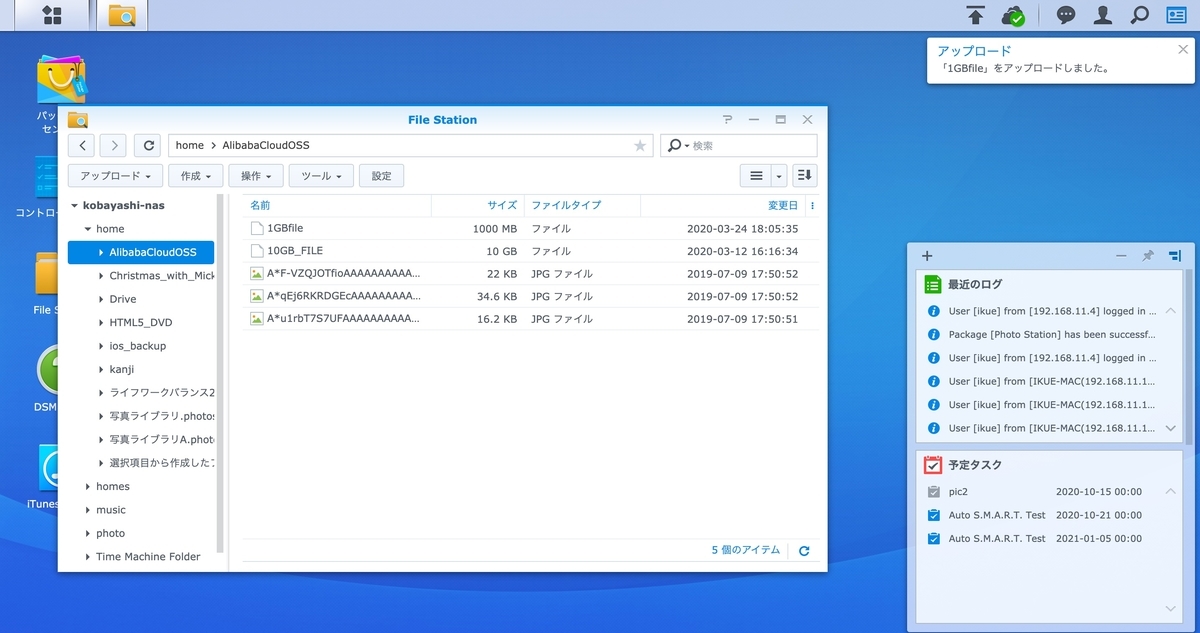 アップロード
「1GBfile」をアップロードしました。
パッ
セン
コントロー
File S
DSM
iTunes
File Station
home AlibabaCloudOSS
検索
アップロード 作成 操作 ツール 設定
kobayashi-nas
home
AlibabaCloudOSS
Christmas_with_Mick
Drive
HTML5_DVD
ios_backup
kanji
ライフワークバランス2
写真ライブラリ.photos
写真ライブラリA.photo
選択項目から作成した
homes
music
photo
Time Machine Folder
名前 サイズ ファイルタイプ 変更日
1GBfile 1000 MB ファイル 2020-03-24 18:05:35
10GB_FILE 10 GB ファイル 2020-03-12 16:16:34
A*F-VZQJOTfioAAAAAAAAAA... 22 KB JPG ファイル 2019-07-09 17:50:52
A*qEj6RKRDGEcAAAAAAAAA... 34.6 KB JPG ファイル 2019-07-09 17:50:52
A*u1rbT7S7UFAAAAAAAAAA... 16.2 KB JPG ファイル 2019-07-09 17:50:51
5 個のアイテム
最近のログ
User [ikue] from [192.168.11.4] logged in ...
Package [Photo Station] has been successf...
User [ikue] from [192.168.11.4] logged in ...
User [ikue] from [IKUE-MAC(192.168.11.1...
User [ikue] from [IKUE-MAC(192.168.11.1...
User [ikue] from [IKUE-MAC(192.168.11.1...
予定タスク
pic2 2020-10-15 00:00
Auto S.M.A.R.T. Test 2020-10-21 00:00
Auto S.M.A.R.T. Test 2021-01-05 00:00